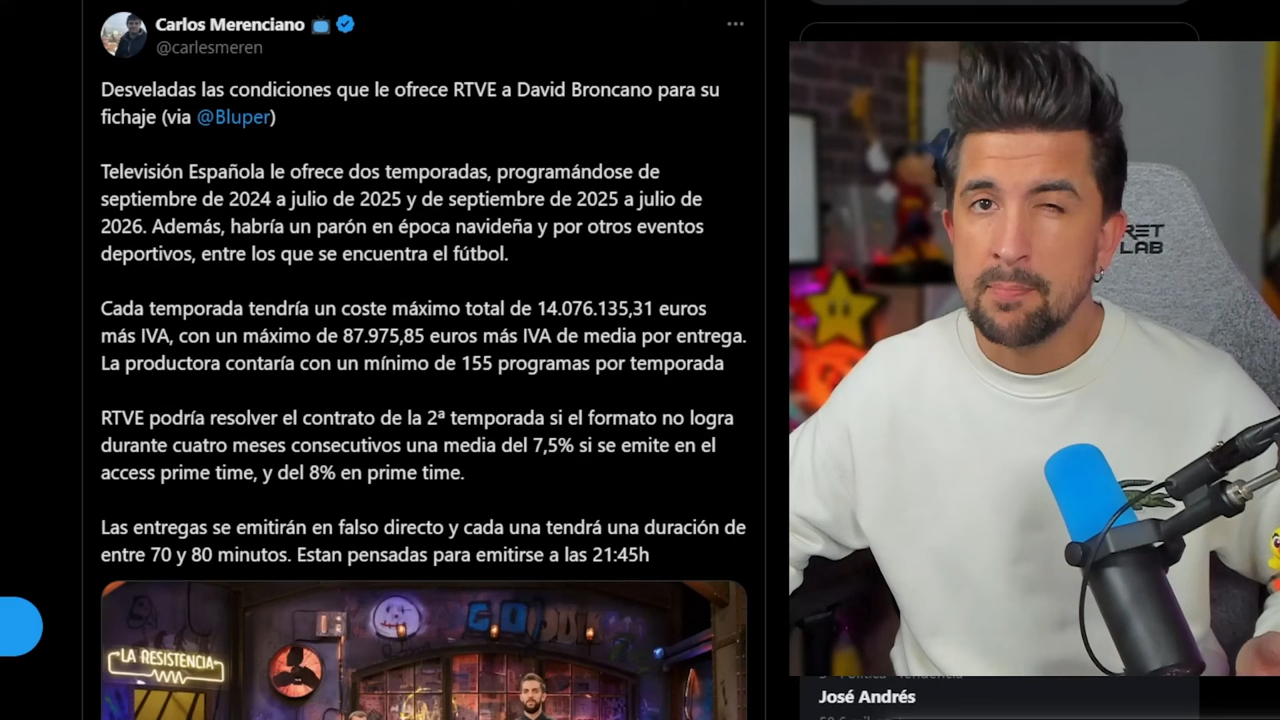 Carlos Merenciano
@carlesmeren
Desveladas las condiciones que le ofrece RTVE a David Broncano para su
fichaje (via @Bluper)
Televisión Española le ofrece dos temporadas, programándose de
septiembre de 2024 a julio de 2025 y de septiembre de 2025 a julio de
2026. Además, habría un parón en época navideña y por otros eventos
deportivos, entre los que se encuentra el fútbol.
Cada temporada tendría un coste máximo total de 14.076.135,31 euros
más IVA, con un máximo de 87.975,85 euros más IVA de media por entrega.
La productora contaría con un mínimo de 155 programas por temporada
RTVE podría resolver el contrato de la 2ª temporada si el formato no logra
durante cuatro meses consecutivos una media del 7,5% si se emite en el
access prime time, y del 8% en prime time.
Las entregas se emitirán en falso directo y cada una tendrá una duración de
entre 70 y 80 minutos. Estan pensadas para emitirse a las 21:45h
LA RESISTENCIA
RET
LAB
José Andrés